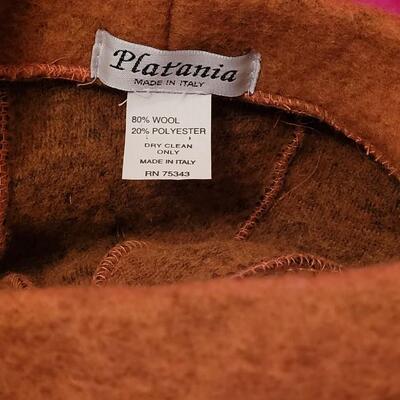 Platania
MADE IN ITALY
80% WOOL
20% POLYESTER
DRY CLEAN
ONLY
MADE IN ITALY
RN 75343